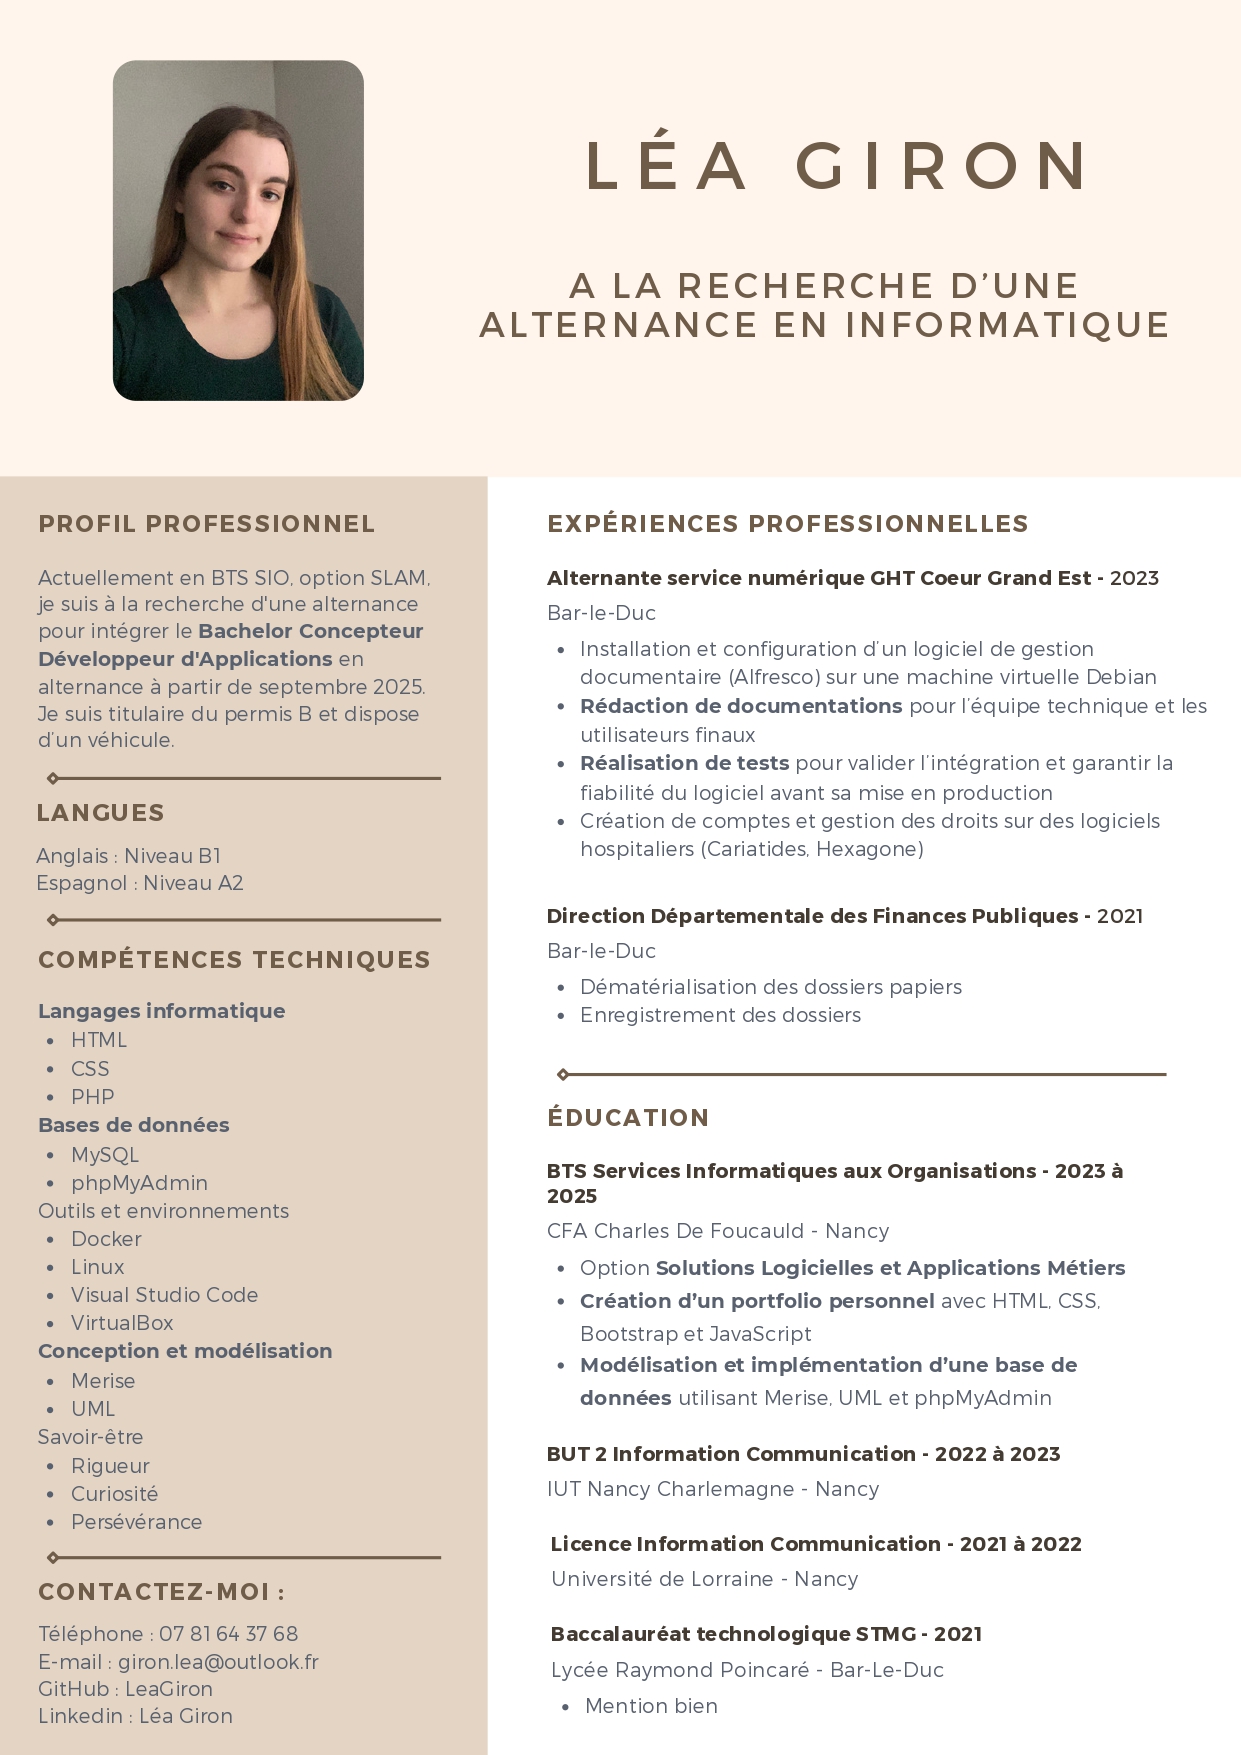 LÉA GIRON
A LA RECHERCHE D’UNE
ALTERNANCE EN INFORMATIQUE
PROFIL PROFESSIONNEL
Actuellement en BTS SIO, option SLAM,
je suis à la recherche d'une alternance
pour intégrer le Bachelor Concepteur
Développeur d'Applications en
alternance à partir de septembre 2025.
Je suis titulaire du permis B et dispose
d’un véhicule.
LANGUES
Anglais : Niveau B1
Espagnol : Niveau A2
COMPÉTENCES TECHNIQUES
Langages informatique
• HTML
• CSS
• PHP
Bases de données
• MySQL
• phpMyAdmin
Outils et environnements
• Docker
• Linux
• Visual Studio Code
• VirtualBox
Conception et modélisation
• Merise
• UML
Savoir-être
• Rigueur
• Curiosité
• Persévérance
CONTACTEZ-MOI :
Téléphone : 07 81 64 37 68
E-mail : giron.lea@outlook.fr
GitHub : LeaGiron
Linkedin : Léa Giron
EXPÉRIENCES PROFESSIONNELLES
Alternante service numérique GHT Coeur Grand Est - 2023
Bar-le-Duc
• Installation et configuration d’un logiciel de gestion
documentaire (Alfresco) sur une machine virtuelle Debian
• Rédaction de documentations pour l’équipe technique et les
utilisateurs finaux
• Réalisation de tests pour valider l’intégration et garantir la
fiabilité du logiciel avant sa mise en production
• Création de comptes et gestion des droits sur des logiciels
hospitaliers (Cariatides, Hexagone)
Direction Départementale des Finances Publiques - 2021
Bar-le-Duc
• Dématérialisation des dossiers papiers
• Enregistrement des dossiers
ÉDUCATION
BTS Services Informatiques aux Organisations - 2023 à
2025
CFA Charles De Foucauld - Nancy
• Option Solutions Logicielles et Applications Métiers
• Création d’un portfolio personnel avec HTML, CSS,
Bootstrap et JavaScript
• Modélisation et implémentation d’une base de
données utilisant Merise, UML et phpMyAdmin
BUT 2 Information Communication - 2022 à 2023
IUT Nancy Charlemagne - Nancy
Licence Information Communication - 2021 à 2022
Université de Lorraine - Nancy
Baccalauréat technologique STMG - 2021
Lycée Raymond Poincaré - Bar-Le-Duc
• Mention bien